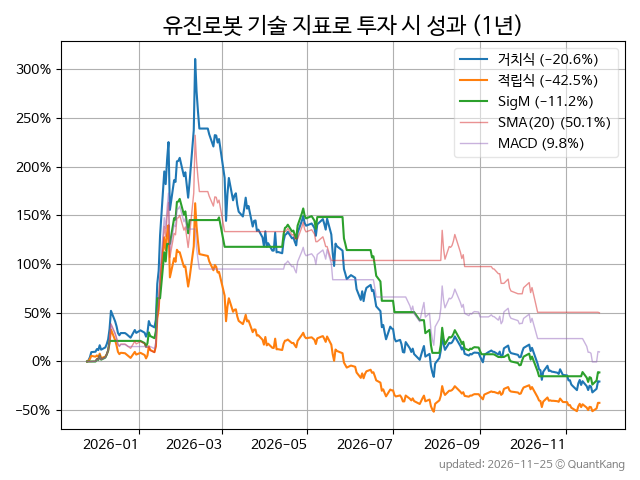 유진로봇 기술 지표로 투자 시 성과 (1년)
거치식 (-20.6%)
적립식 (-42.5%)
SigM (-11.2%)
SMA(20) (50.1%)
MACD (9.8%)
300%
250%
200%
150%
100%
50%
0%
-50%
2026-01
2026-03
2026-05
2026-07
2026-09
2026-11
updated: 2026-11-25 © QuantKang